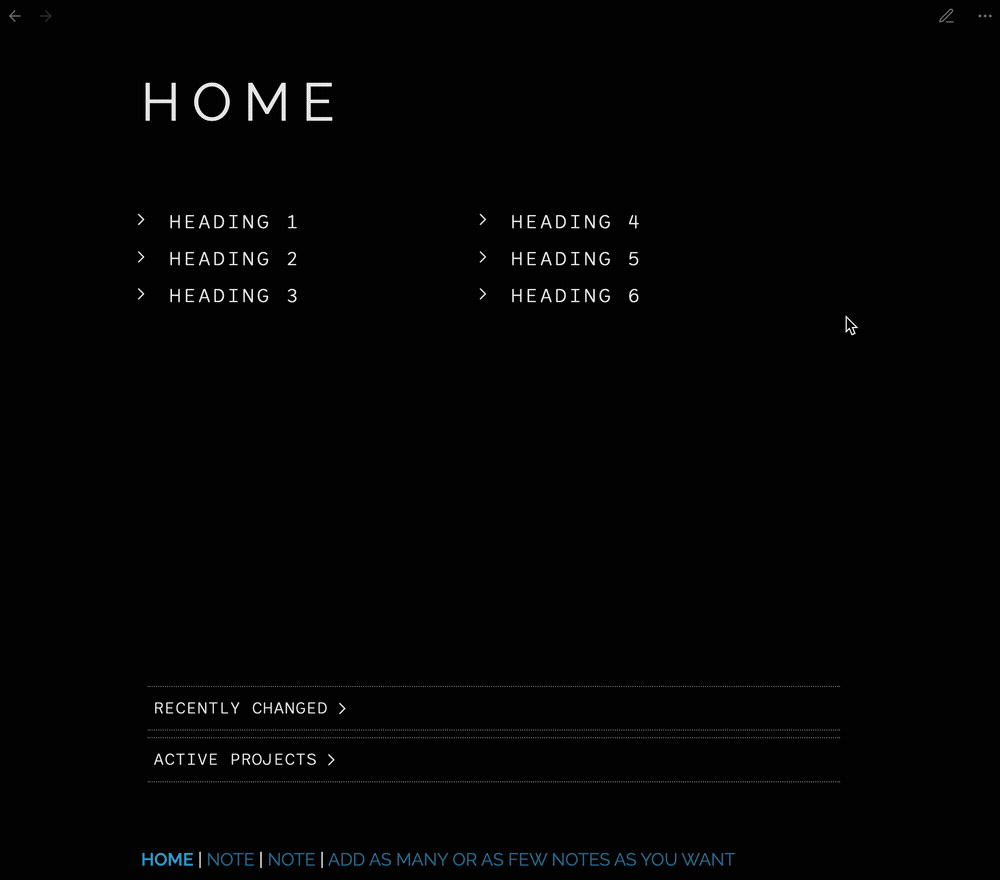 HOME
HEADING 1
HEADING 2
HEADING 3
HEADING 4
HEADING 5
HEADING 6
RECENTLY CHANGED >
ACTIVE PROJECTS >
HOME | NOTE | NOTE | ADD AS MANY OR AS FEW NOTES AS YOU WANT